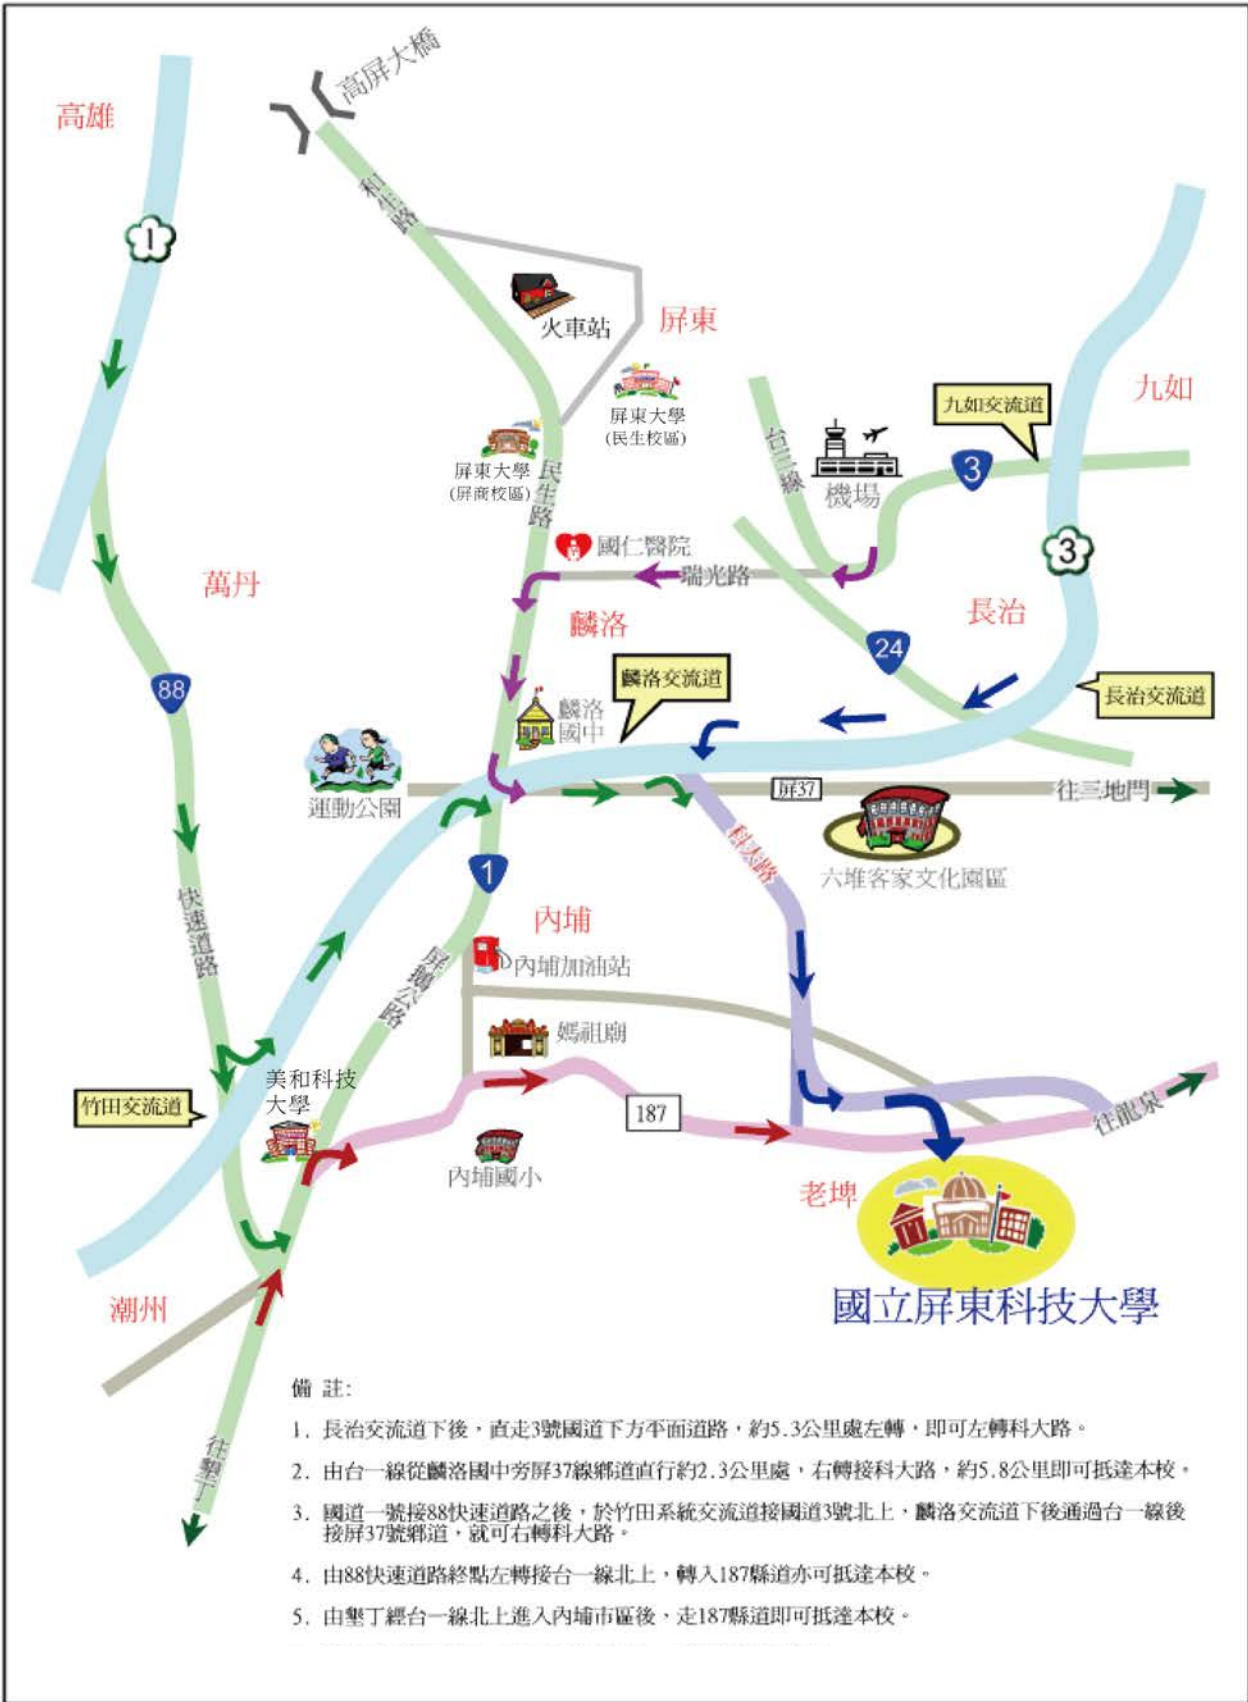 高屏大橋
高雄
和生路
1
火車站
屏東
九如
九如交流道
屏東大學
(民生校區)
台三線
機場
3
屏東大學
(屏商校區)
民生路
國仁醫院
瑞光路
3
萬丹
麟洛
長治
24
88
麟洛交流道
長治交流道
麟洛
國中
運動公園
屏37
往三地門
科大路
六堆客家文化園區
1
快速道路
內埔
屏鵝公路
內埔加油站
媽祖廟
美和科技
大學
竹田交流道
187
往龍泉
內埔國小
老埤
國立屏東科技大學
潮州
往墾丁
備 註:
1. 長治交流道下後，直走3號國道下方平面道路，約5.3公里處左轉，即可左轉科大路。
2. 由台一線從麟洛國中旁屏37線鄉道直行約2.3公里處，右轉接科大路，約5.8公里即可抵達本校。
3. 國道一號接88快速道路之後，於竹田系統交流道接國道3號北上，麟洛交流道下後通過台一線後
接屏37號鄉道，就可右轉科大路。
4. 由88快速道路終點左轉接台一線北上，轉入187縣道亦可抵達本校。
5. 由墾丁經台一線北上進入內埔市區後、走187縣道即可抵達本校。